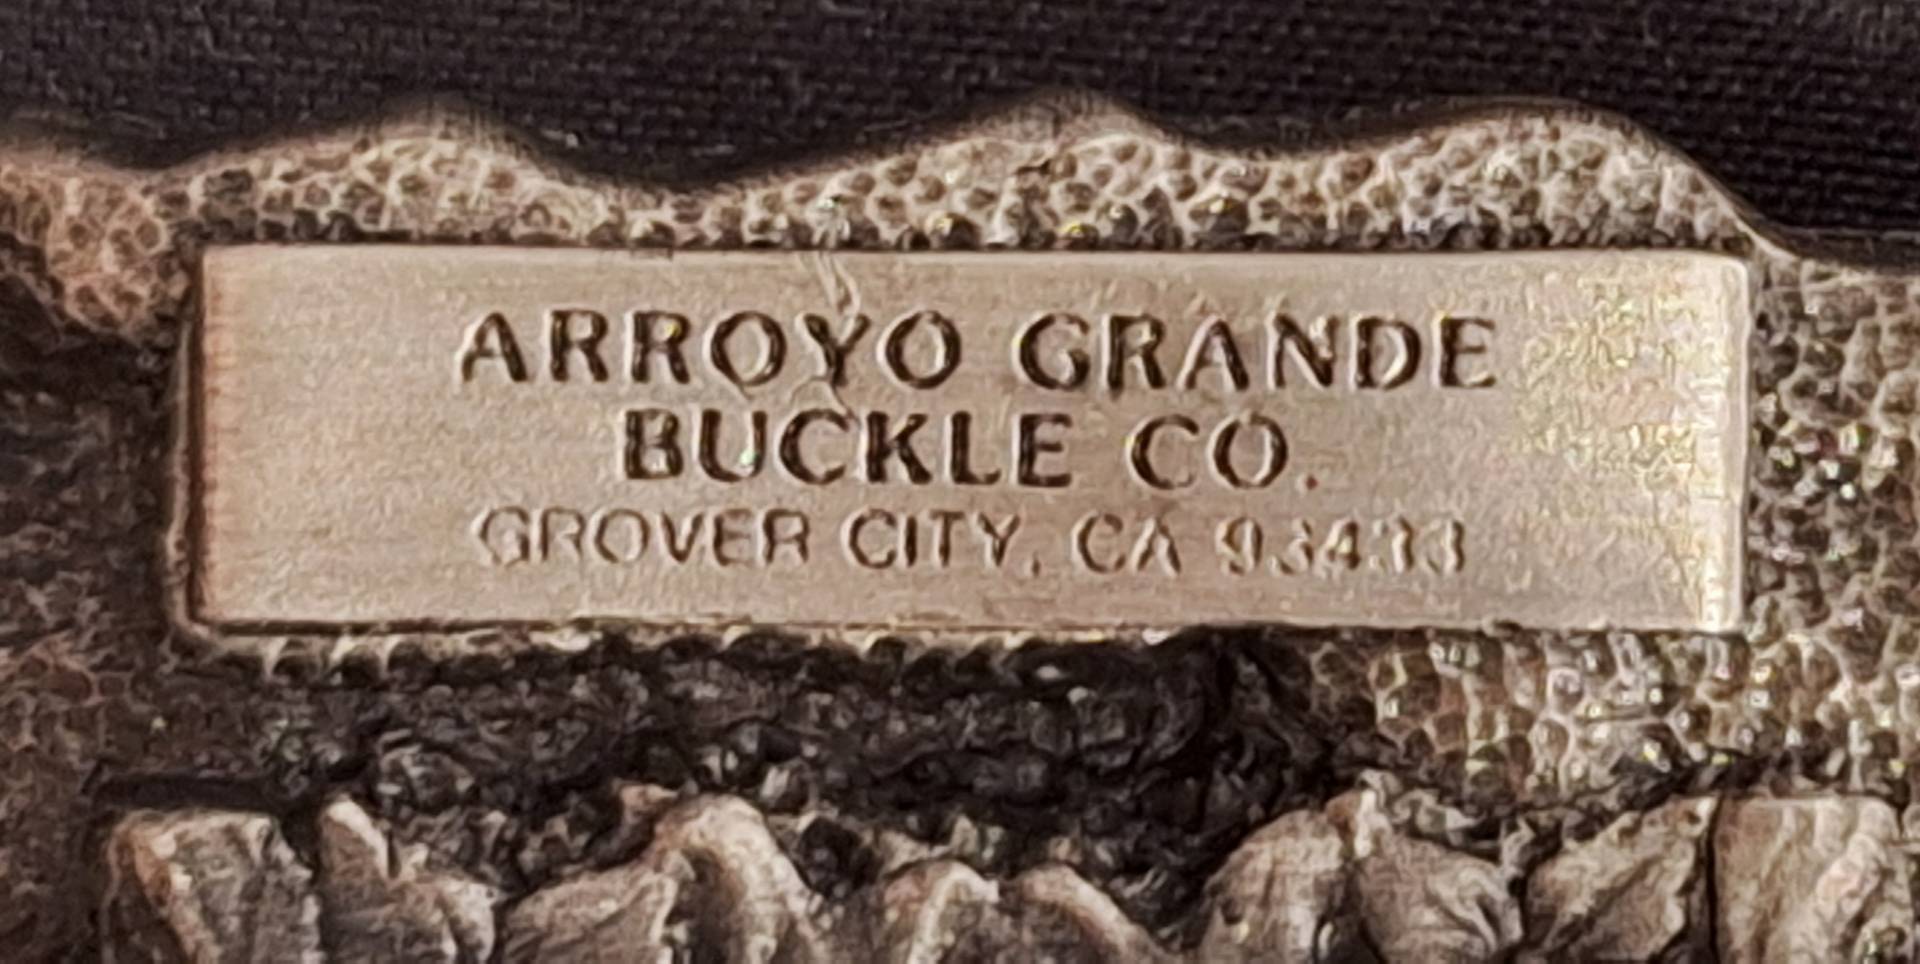 ARROYO GRANDE
BUCKLE CO.
GROVER CITY, CA 93433